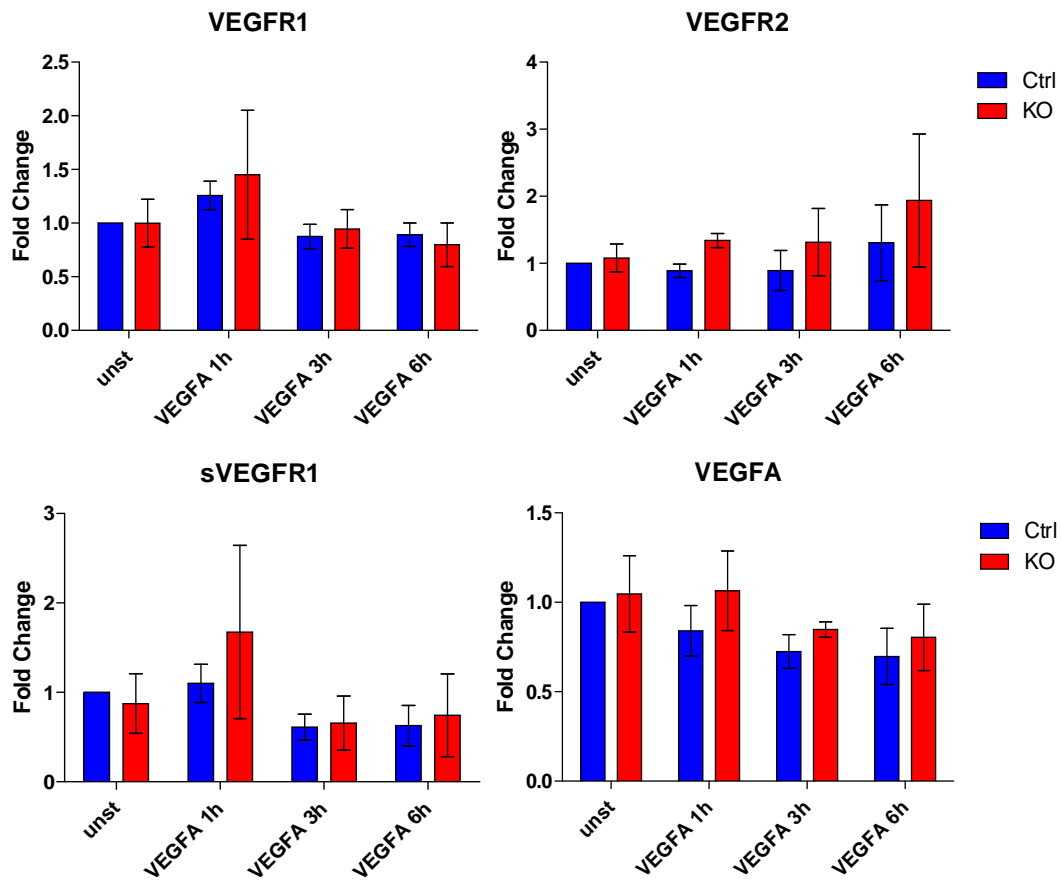 VEGFR1
Fold Change
2.5
2.0
1.5
1.0
0.5
0.0
unst
VEGFA 1h
VEGFA 3h
VEGFA 6h
VEGFR2
Fold Change
4
3
2
1
0
unst
VEGFA 1h
VEGFA 3h
VEGFA 6h
Ctrl
KO
sVEGFR1
Fold Change
3
2
1
0
unst
VEGFA 1h
VEGFA 3h
VEGFA 6h
VEGFA
Fold Change
1.5
1.0
0.5
0.0
unst
VEGFA 1h
VEGFA 3h
VEGFA 6h
Ctrl
KO